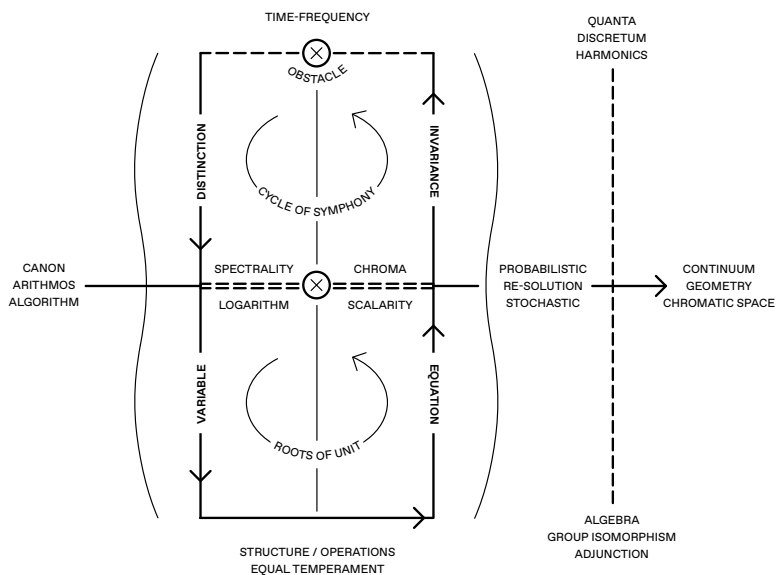 TIME-FREQUENCY
OBSTACLE
DISTINCTION
INVARIANCE
CYCLE OF SYMPHONY
QUANTA
DISCRETUM
HARMONICS
CANON
ARITHMOS
ALGORITHM
SPECTRALITY
CHROMA
LOGARITHM
SCALARITY
PROBABILISTIC
RE-SOLUTION
STOCHASTIC
CONTINUUM
GEOMETRY
CHROMATIC SPACE
VARIABLE
EQUATION
ROOTS OF UNIT
STRUCTURE / OPERATIONS
EQUAL TEMPERAMENT
ALGEBRA
GROUP ISOMORPHISM
ADJUNCTION